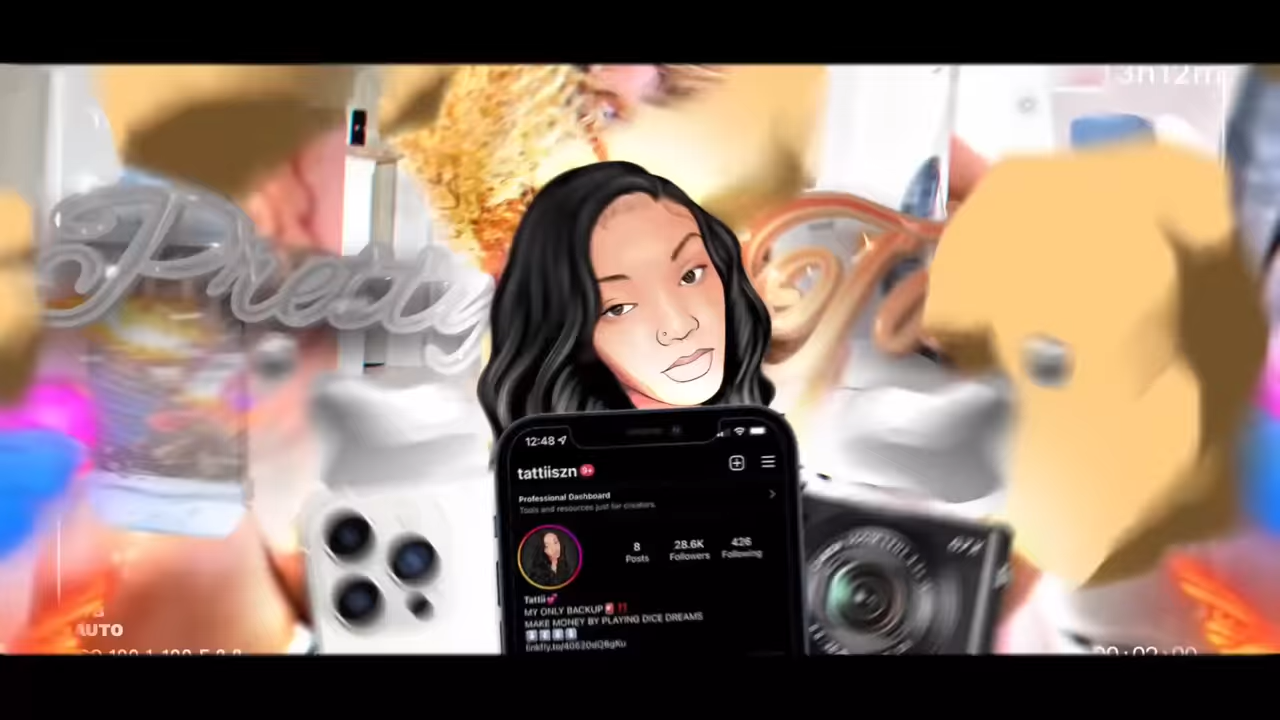 3h12m
Pretty
12:48
tattiiszn 9+
Professional Dashboard
Tools and resources just for creators.
8 Posts
28.6K Followers
426 Following
Tattii💕
MY ONLY BACKUP🚨‼️
MAKE MONEY BY PLAYING DICE DREAMS
⬇️⬇️⬇️⬇️
AUTO